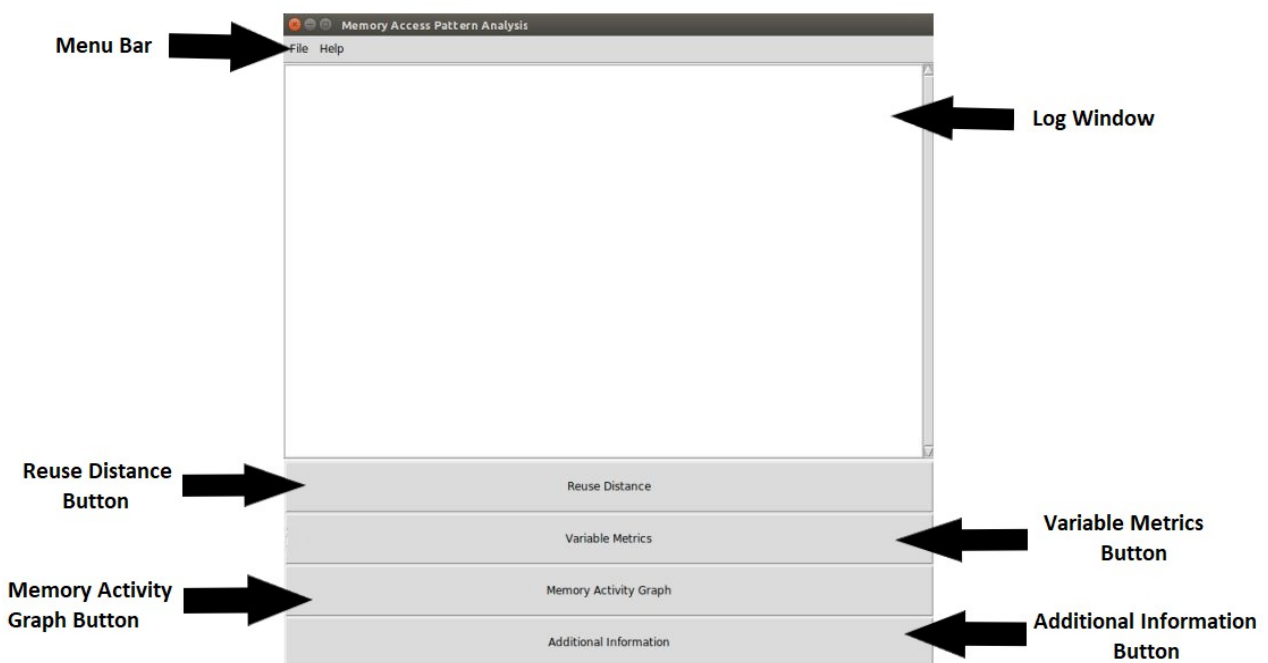 Memory Access Pattern Analysis
Menu Bar
File Help
Log Window
Reuse Distance
Button
Reuse Distance
Variable Metrics
Button
Variable Metrics
Memory Activity
Graph Button
Memory Activity Graph
Additional Information
Button
Additional Information